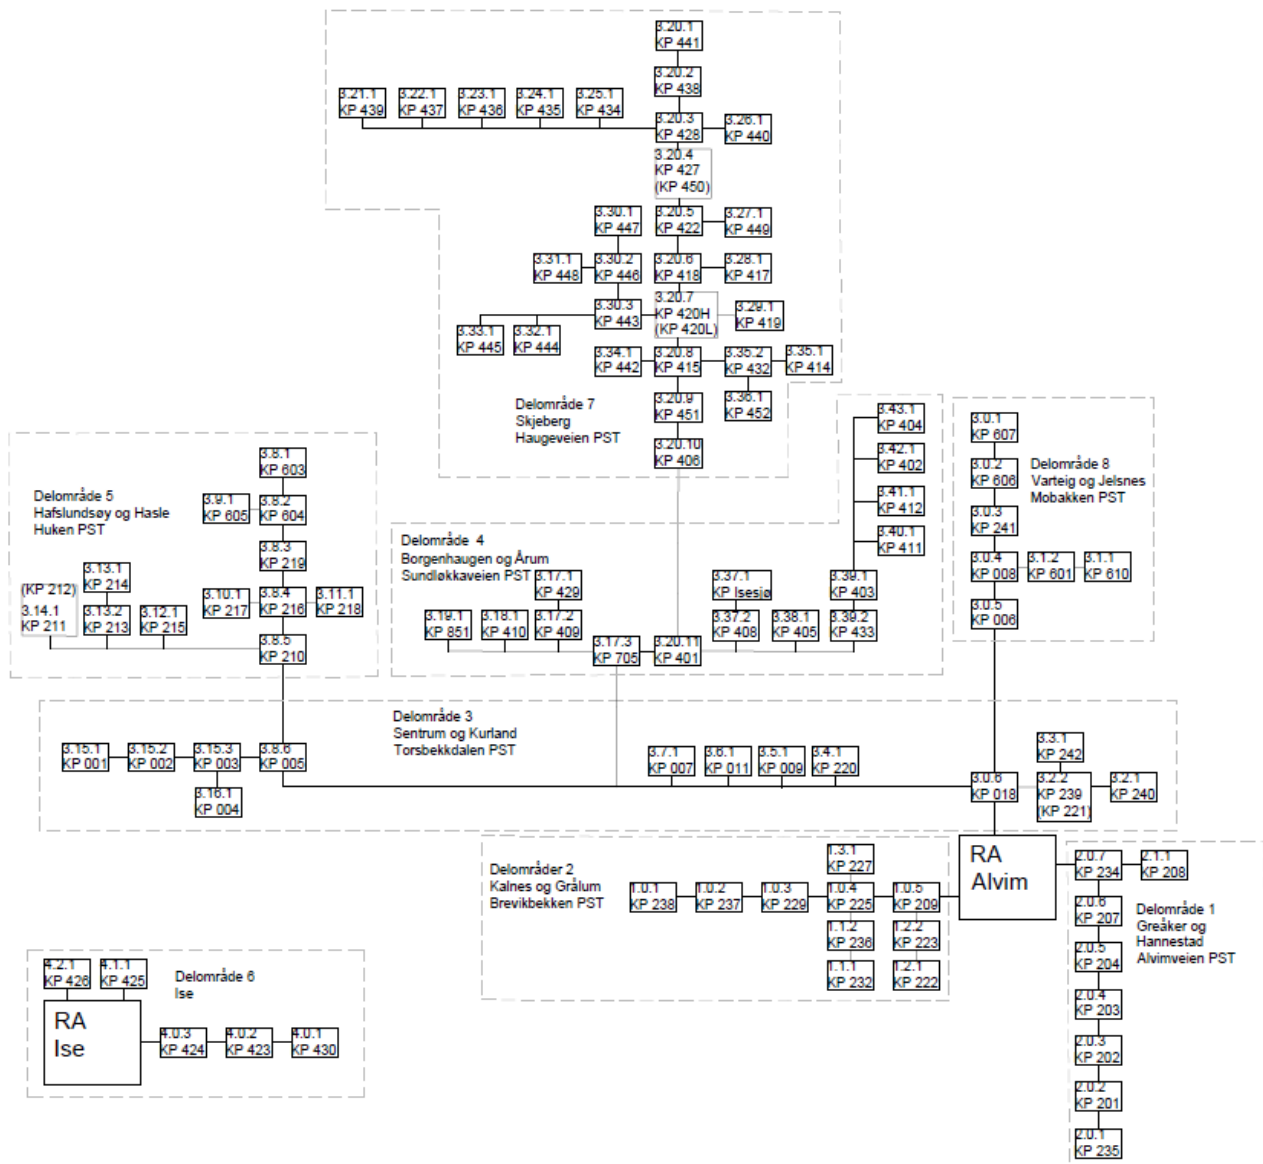 3.20.1
KP 441
3.20.2
KP 438
3.21.1
KP 439
3.22.1
KP 437
3.23.1
KP 436
3.24.1
KP 435
3.25.1
KP 434
3.20.3
KP 428
3.26.1
KP 440
3.20.4
KP 427
(KP 450)
3.30.1
KP 447
3.20.5
KP 422
3.27.1
KP 449
3.31.1
KP 448
3.30.2
KP 446
3.20.6
KP 418
3.28.1
KP 417
3.30.3
KP 443
3.20.7
KP 420H
(KP 420L)
3.29.1
KP 419
3.33.1
KP 445
3.32.1
KP 444
3.34.1
KP 442
3.20.8
KP 415
3.35.2
KP 432
3.35.1
KP 414
3.20.9
KP 451
3.36.1
KP 452
Delområde 7
Skjeberg
Haugeveien PST
3.20.10
KP 406
3.43.1
KP 404
3.42.1
KP 402
3.41.1
KP 412
3.40.1
KP 411
3.0.1
KP 607
3.0.2
KP 606
Delområde 8
Varteig og Jelsnes
Mobakken PST
3.0.3
KP 241
3.0.4
KP 008
3.1.2
KP 601
3.1.1
KP 610
3.0.5
KP 006
Delområde 5
Hafslundsøy og Hasle
Huken PST
3.8.1
KP 603
3.9.1
KP 605
3.8.2
KP 604
3.8.3
KP 219
3.13.1
KP 214
(KP 212)
3.14.1
KP 211
3.13.2
KP 213
3.12.1
KP 215
3.10.1
KP 217
3.8.4
KP 216
3.11.1
KP 218
3.8.5
KP 210
Delområde 4
Borgenhaugen og Årum
Sundløkkaveien PST
3.17.1
KP 429
3.37.1
KP Isesjø
3.39.1
KP 403
3.19.1
KP 851
3.18.1
KP 410
3.17.2
KP 409
3.37.2
KP 408
3.38.1
KP 405
3.39.2
KP 433
3.17.3
KP 705
3.20.11
KP 401
Delområde 3
Sentrum og Kurland
Torsbekkdalen PST
3.15.1
KP 001
3.15.2
KP 002
3.15.3
KP 003
3.8.6
KP 005
3.16.1
KP 004
3.7.1
KP 007
3.6.1
KP 011
3.5.1
KP 009
3.4.1
KP 220
3.3.1
KP 242
3.0.6
KP 018
3.2.2
KP 239
(KP 221)
3.2.1
KP 240
Delområder 2
Kalnes og Grålum
Brevikbekken PST
1.3.1
KP 227
1.0.1
KP 238
1.0.2
KP 237
1.0.3
KP 229
1.0.4
KP 225
1.0.5
KP 209
1.1.2
KP 236
1.2.2
KP 223
1.1.1
KP 232
1.2.1
KP 222
RA
Alvim
2.0.7
KP 234
2.1.1
KP 208
2.0.6
KP 207
Delområde 1
Greåker og
Hannestad
Alvimveien PST
2.0.5
KP 204
2.0.4
KP 203
2.0.3
KP 202
2.0.2
KP 201
2.0.1
KP 235
4.2.1
KP 426
4.1.1
KP 425
Delområde 6
Ise
RA
Ise
4.0.3
KP 424
4.0.2
KP 423
4.0.1
KP 430